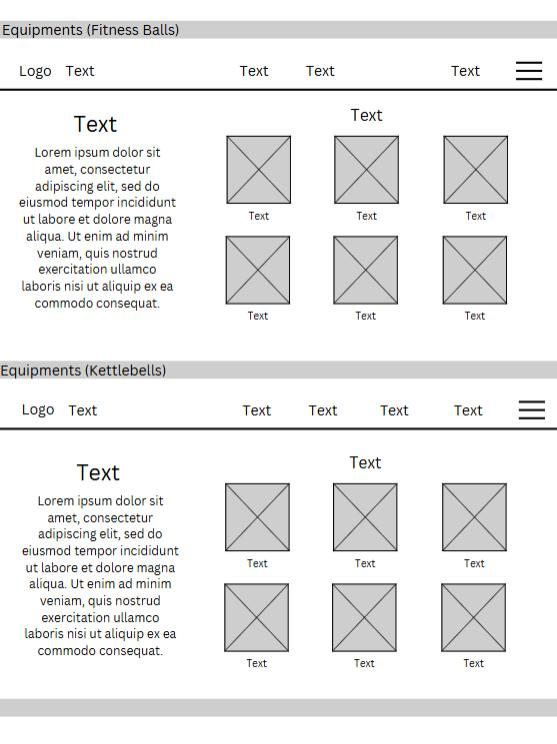 Equipments (Fitness Balls)
Logo Text Text Text Text
Text
Lorem ipsum dolor sit
amet, consectetur
adipiscing elit, sed do
eiusmod tempor incididunt
ut labore et dolore magna
aliqua. Ut enim ad minim
veniam, quis nostrud
exercitation ullamco
laboris nisi ut aliquip ex ea
commodo consequat.
Text
Text Text Text
Text Text Text
Equipments (Kettlebells)
Logo Text Text Text Text Text
Text
Lorem ipsum dolor sit
amet, consectetur
adipiscing elit, sed do
eiusmod tempor incididunt
ut labore et dolore magna
aliqua. Ut enim ad minim
veniam, quis nostrud
exercitation ullamco
laboris nisi ut aliquip ex ea
commodo consequat.
Text
Text Text Text
Text Text Text